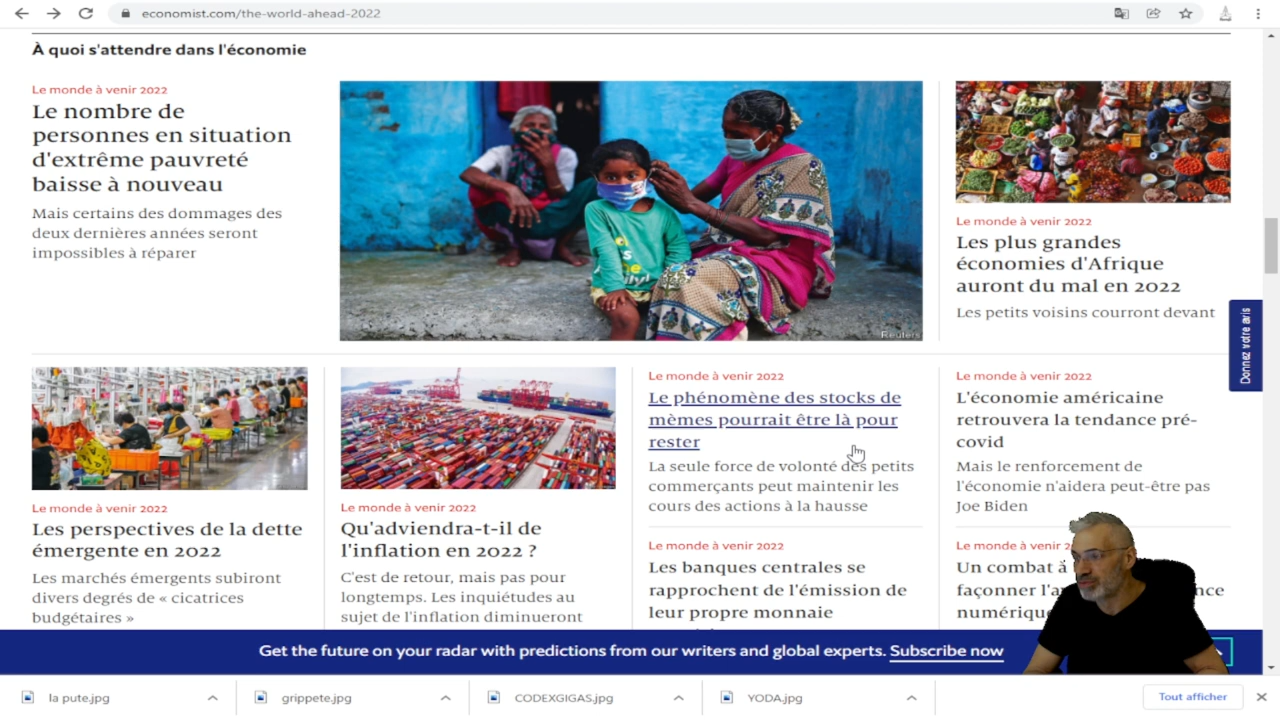 economist.com/the-world-ahead-2022
À quoi s'attendre dans l'économie
Le monde à venir 2022
Le nombre de
personnes en situation
d'extrême pauvreté
baisse à nouveau
Mais certains des dommages des
deux dernières années seront
impossibles à réparer
Reuters
Le monde à venir 2022
Les plus grandes
économies d'Afrique
auront du mal en 2022
Les petits voisins courront devant
Donnez votre avis
Le monde à venir 2022
Les perspectives de la dette
émergente en 2022
Les marchés émergents subiront
divers degrés de « cicatrices
budgétaires »
Le monde à venir 2022
Qu'adviendra-t-il de
l'inflation en 2022 ?
C'est de retour, mais pas pour
longtemps. Les inquiétudes au
sujet de l'inflation diminueront
Le monde à venir 2022
Le phénomène des stocks de
mèmes pourrait être là pour
rester
La seule force de volonté des petits
commerçants peut maintenir les
cours des actions à la hausse
Le monde à venir 2022
Les banques centrales se
rapprochent de l'émission de
leur propre monnaie
Le monde à venir 2022
L'économie américaine
retrouvera la tendance pré-
covid
Mais le renforcement de
l'économie n'aidera peut-être pas
Joe Biden
Le monde à venir
Un combat
façonner
Get the future on your radar with predictions from our writers and global experts. Subscribe now
la pute.jpg
grippete.jpg
CODEXGIGAS.jpg
YODA.jpg
Tout afficher